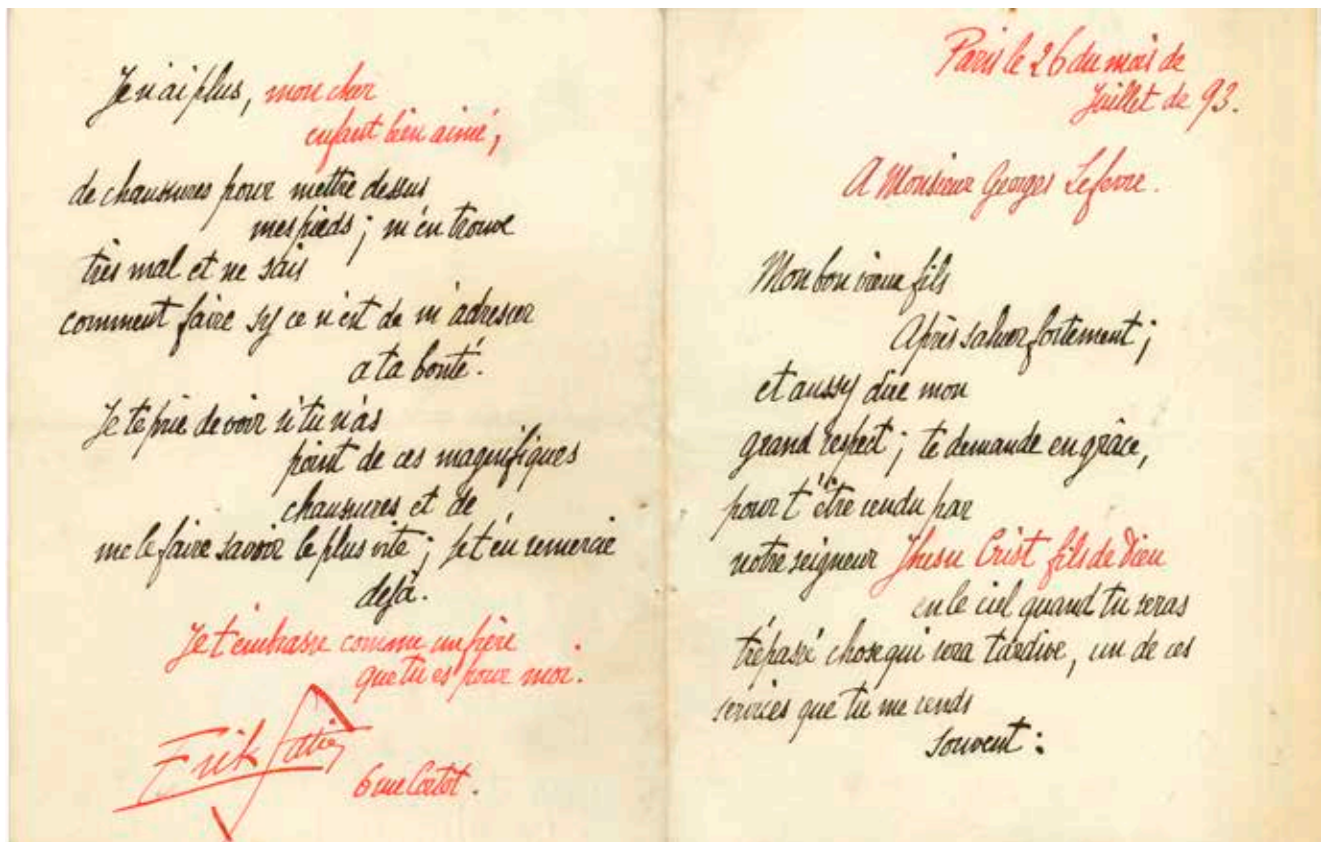 Paris le 26 du mois de
Juillet de 93.
A Monsieur Georges Lefevre.
Mon bon vieux fils
Après saluer fortement ;
et aussy dire mon
grand respect ; te demande en grâce,
pour t'être rendu par
notre seigneur Jhesu Crist fils de Dieu
en le ciel quand tu seras
trépassé chose qui sera tardive, un de ces
services que tu me rends
souvent :
Je n'ai plus, mon cher
enfant bien aimé,
de chaussures pour mettre dessus
mes pieds ; m'en trouve
très mal et ne sais
comment faire sy ce n'est de m'adresser
a ta bonté.
Je te prie de voir si tu n'as
point de ces magnifiques
chaussures et de
me le faire savoir le plus vite ; je t'en remercie
dejà.
Je t'embrasse comme un frère
que tu es pour moi.
Erik Satie
6 rue Cortot.